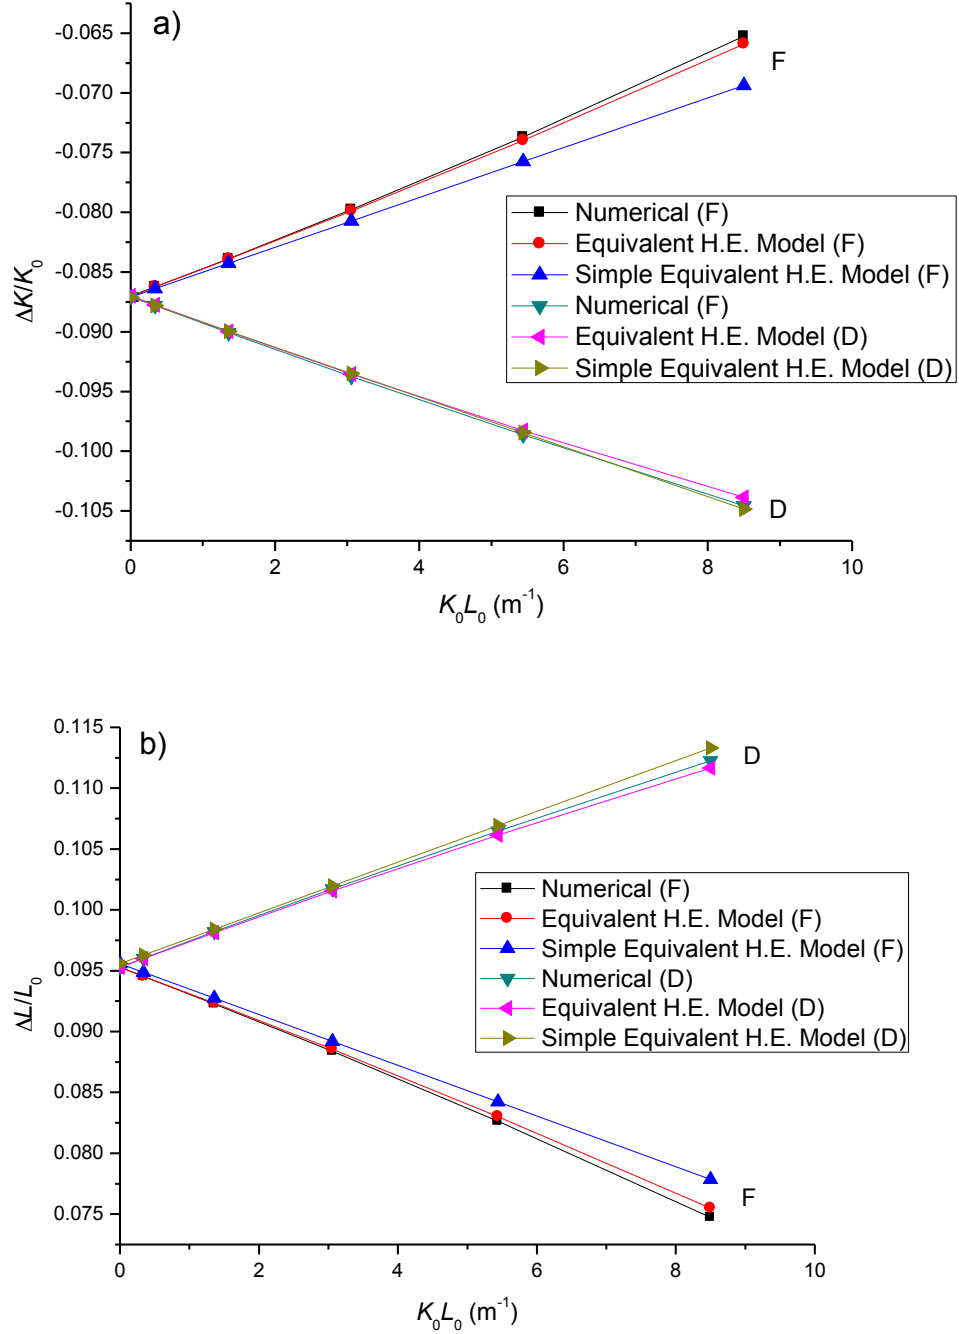 a)
-0.065
-0.070
-0.075
-0.080
-0.085
-0.090
-0.095
-0.100
-0.105
ΔK/K0
F
Numerical (F)
Equivalent H.E. Model (F)
Simple Equivalent H.E. Model (F)
Numerical (F)
Equivalent H.E. Model (D)
Simple Equivalent H.E. Model (D)
D
0 2 4 6 8 10
K0L0 (m-1)
b)
0.115
0.110
0.105
0.100
0.095
0.090
0.085
0.080
0.075
ΔL/L0
D
Numerical (F)
Equivalent H.E. Model (F)
Simple Equivalent H.E. Model (F)
Numerical (D)
Equivalent H.E. Model (D)
Simple Equivalent H.E. Model (D)
F
0 2 4 6 8 10
K0L0 (m-1)